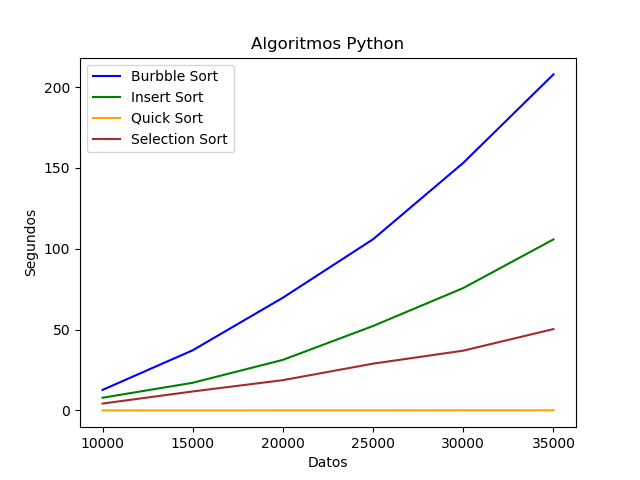 Algoritmos Python
Burbble Sort
Insert Sort
Quick Sort
Selection Sort
200
150
100
50
0
Segundos
10000 15000 20000 25000 30000 35000
Datos